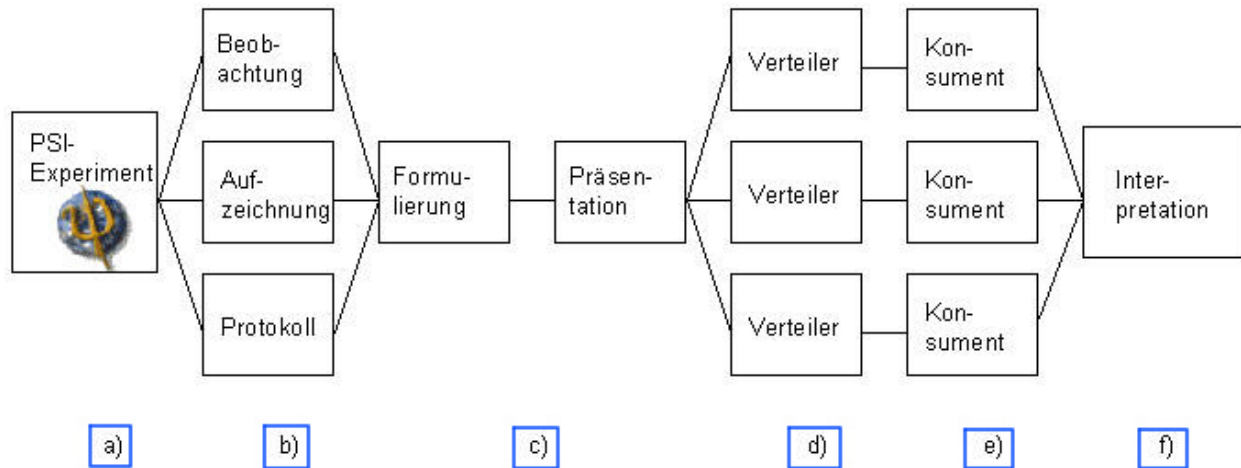 PSI-
Experiment
Beob-
achtung
Auf-
zeichnung
Protokoll
Formu-
lierung
Präsen-
tation
Verteiler
Verteiler
Verteiler
Kon-
sument
Kon-
sument
Kon-
sument
Inter-
pretation
a)
b)
c)
d)
e)
f)